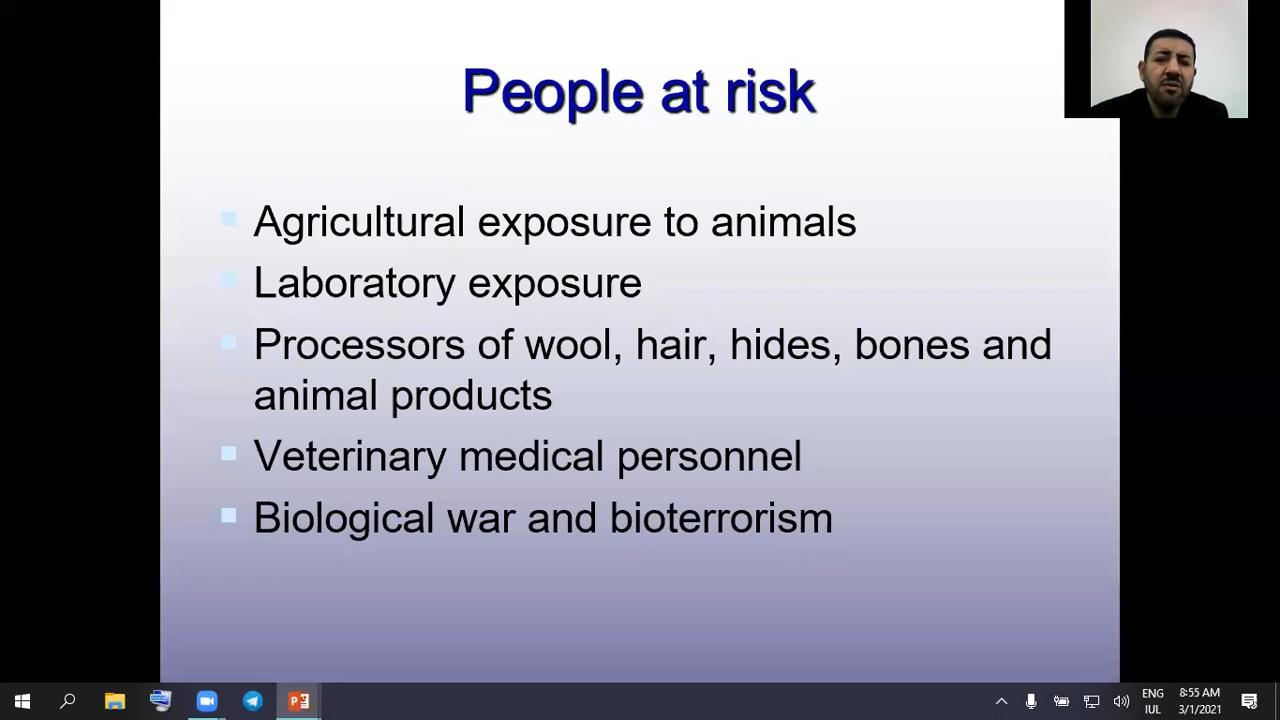 People at risk
Agricultural exposure to animals
Laboratory exposure
Processors of wool, hair, hides, bones and
animal products
Veterinary medical personnel
Biological war and bioterrorism
ENG
IUL
8:55 AM
3/1/2021